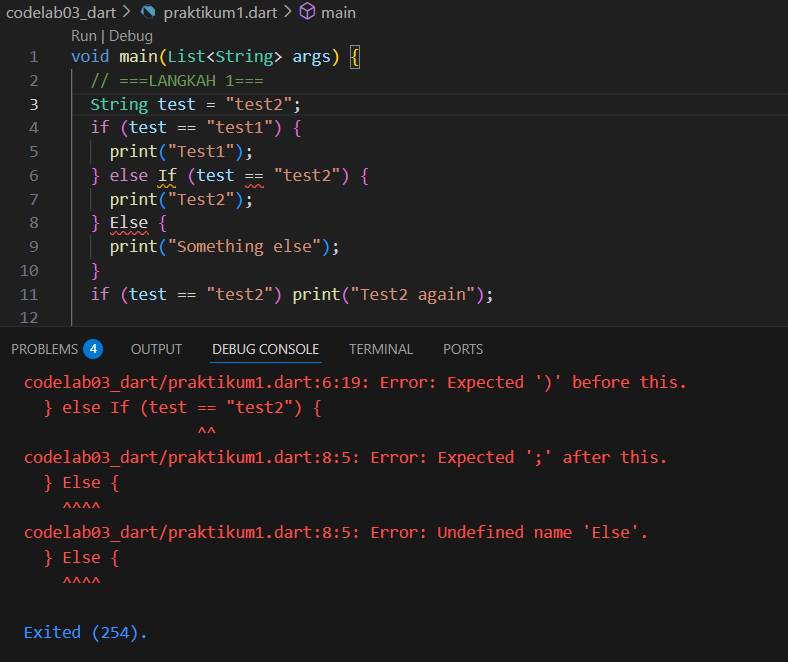 codelab03_dart > praktikum1.dart > main
Run | Debug
1 void main(List<String> args) {
2 // ===LANGKAH 1===
3 String test = "test2";
4 if (test == "test1") {
5 print("Test1");
6 } else If (test == "test2") {
7 print("Test2");
8 } Else {
9 print("Something else");
10 }
11 if (test == "test2") print("Test2 again");
12
PROBLEMS 4 OUTPUT DEBUG CONSOLE TERMINAL PORTS
codelab03_dart/praktikum1.dart:6:19: Error: Expected ')' before this.
} else If (test == "test2") {
^^
codelab03_dart/praktikum1.dart:8:5: Error: Expected ';' after this.
} Else {
^^^^
codelab03_dart/praktikum1.dart:8:5: Error: Undefined name 'Else'.
} Else {
^^^^
Exited (254).